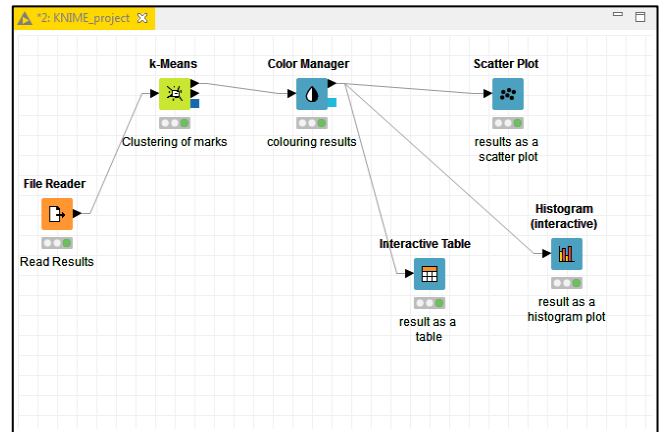 *2: KNIME_project
k-Means
Clustering of marks
Color Manager
colouring results
Scatter Plot
results as a
scatter plot
File Reader
Read Results
Interactive Table
result as a
table
Histogram
(interactive)
result as a
histogram plot